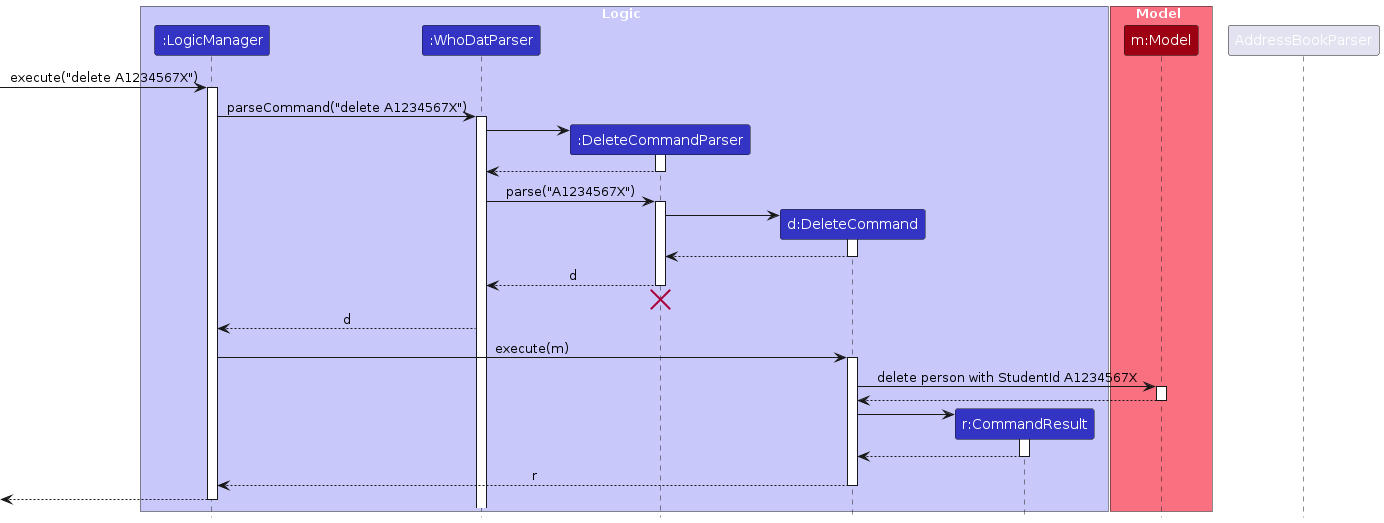 Logic
Model
:LogicManager
:WhoDatParser
m:Model
AddressBookParser
execute("delete A1234567X")
parseCommand("delete A1234567X")
:DeleteCommandParser
parse("A1234567X")
d:DeleteCommand
d
d
execute(m)
delete person with StudentId A1234567X
r:CommandResult
r